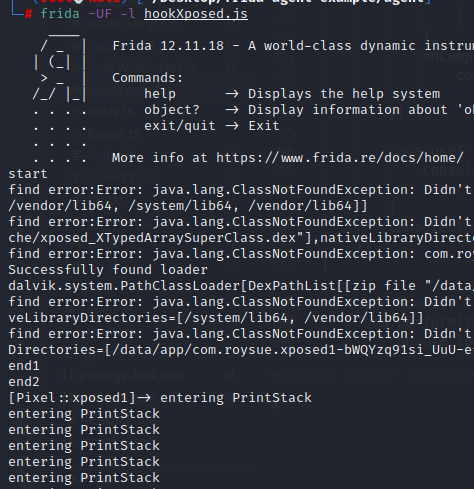 └─# frida -UF -l hookXposed.js
     ____
    / _  |   Frida 12.11.18 - A world-class dynamic instru
   | (_| |
    > _  |   Commands:
   /_/ |_|       help      -> Displays the help system
   . . . .       object?   -> Display information about 'o
   . . . .       exit/quit -> Exit
   . . . .
   . . . .   More info at https://www.frida.re/docs/home/
start
find error:Error: java.lang.ClassNotFoundException: Didn't
/vendor/lib64, /system/lib64, /vendor/lib64]]
find error:Error: java.lang.ClassNotFoundException: Didn't
che/xposed_XTypedArraySuperClass.dex"],nativeLibraryDirect
find error:Error: java.lang.ClassNotFoundException: com.roy
Successfully found loader
dalvik.system.PathClassLoader[DexPathList[[zip file "/data/
find error:Error: java.lang.ClassNotFoundException: Didn't
veLibraryDirectories=[/system/lib64, /vendor/lib64]]
find error:Error: java.lang.ClassNotFoundException: Didn't
Directories=[/data/app/com.roysue.xposed1-bWQYzq91si_UuU-e
end1
end2
[Pixel::xposed1]-> entering PrintStack
entering PrintStack
entering PrintStack
entering PrintStack
entering PrintStack
entering PrintStack